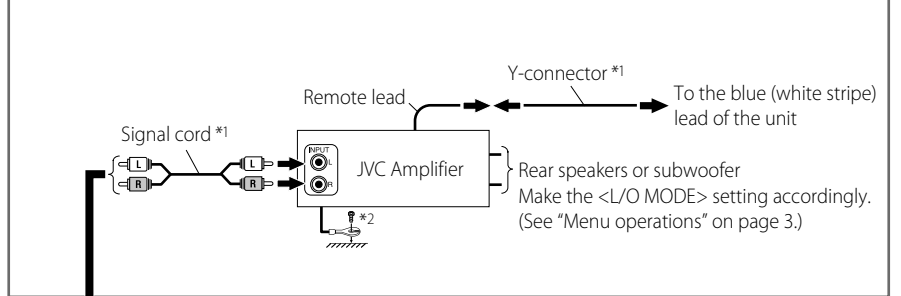 Y-connector *1
Remote lead
To the blue (white stripe)
lead of the unit
Signal cord *1
L
L
R
R
INPUT
L
R
JVC Amplifier
Rear speakers or subwoofer
Make the <L/O MODE> setting accordingly.
(See “Menu operations” on page 3.)
*2